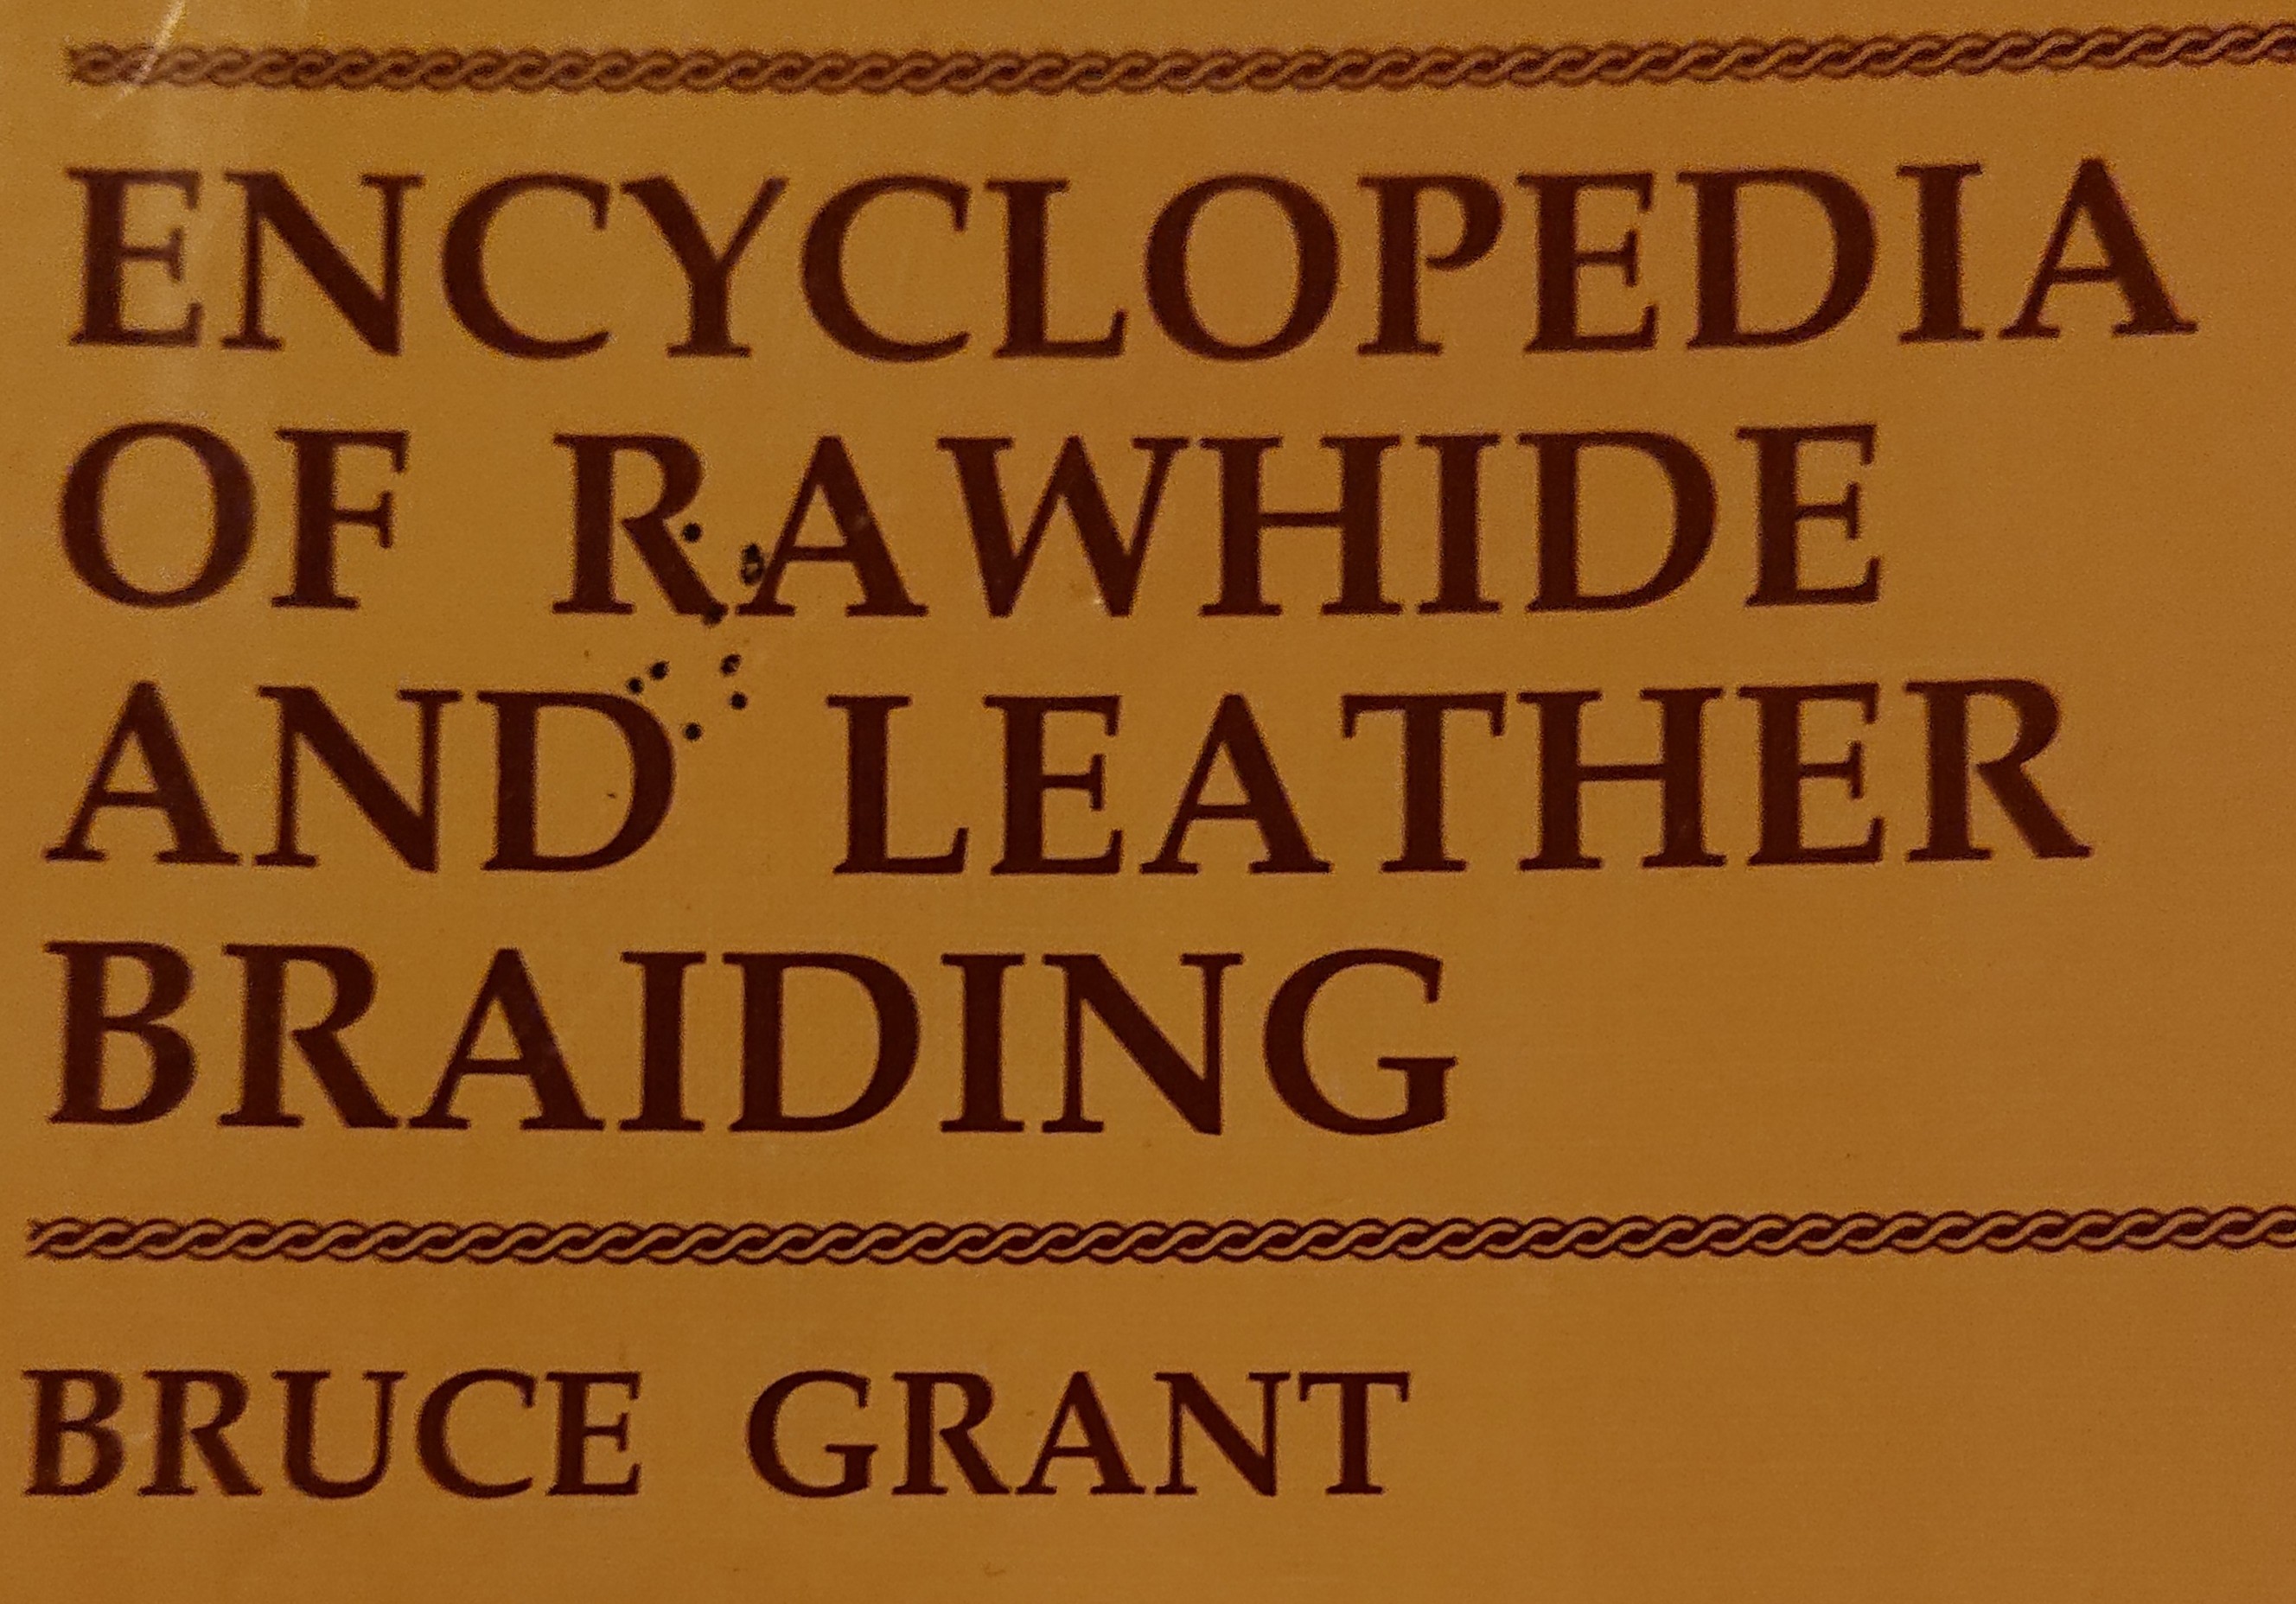 ENCYCLOPEDIA
OF RAWHIDE
AND LEATHER
BRAIDING
BRUCE GRANT